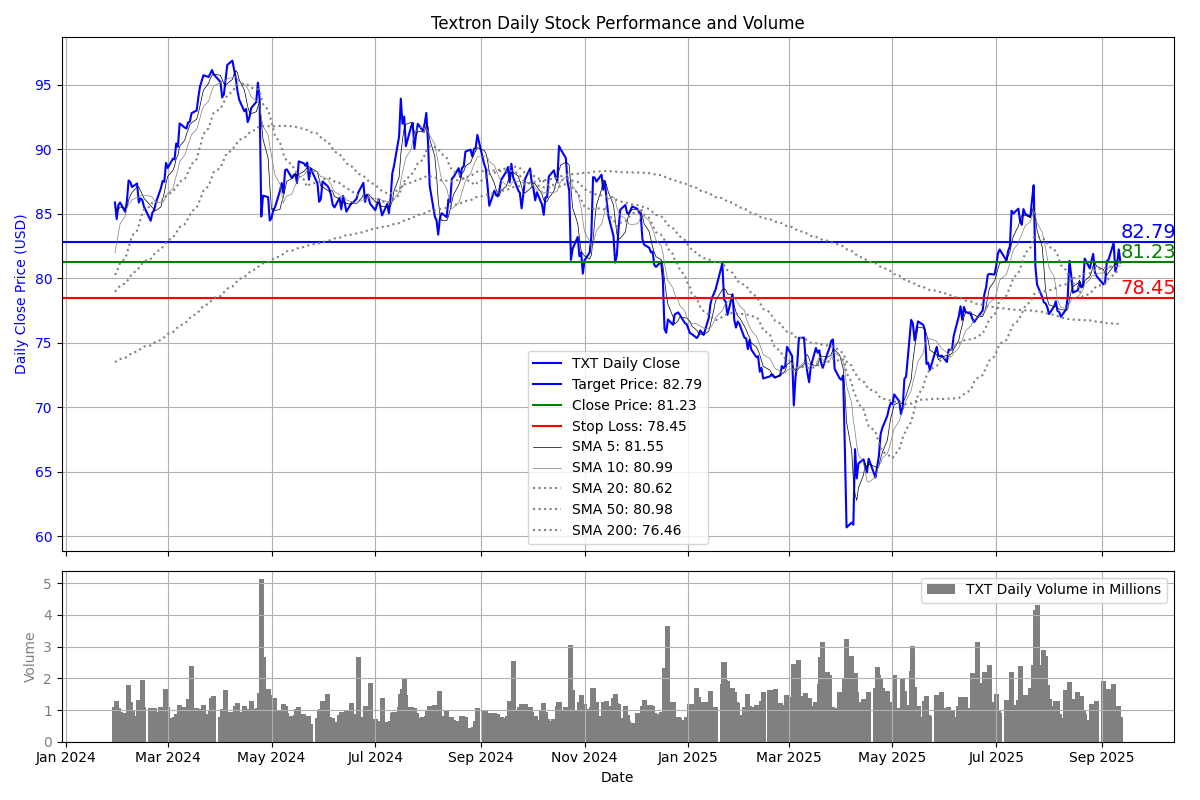 Textron Daily Stock Performance and Volume
Daily Close Price (USD)
95
90
85
80
75
70
65
60
82.79
81.23
78.45
TXT Daily Close
Target Price: 82.79
Close Price: 81.23
Stop Loss: 78.45
SMA 5: 81.55
SMA 10: 80.99
SMA 20: 80.62
SMA 50: 80.98
SMA 200: 76.46
Volume
5
4
3
2
1
0
TXT Daily Volume in Millions
Jan 2024 Mar 2024 May 2024 Jul 2024 Sep 2024 Nov 2024 Jan 2025 Mar 2025 May 2025 Jul 2025 Sep 2025
Date